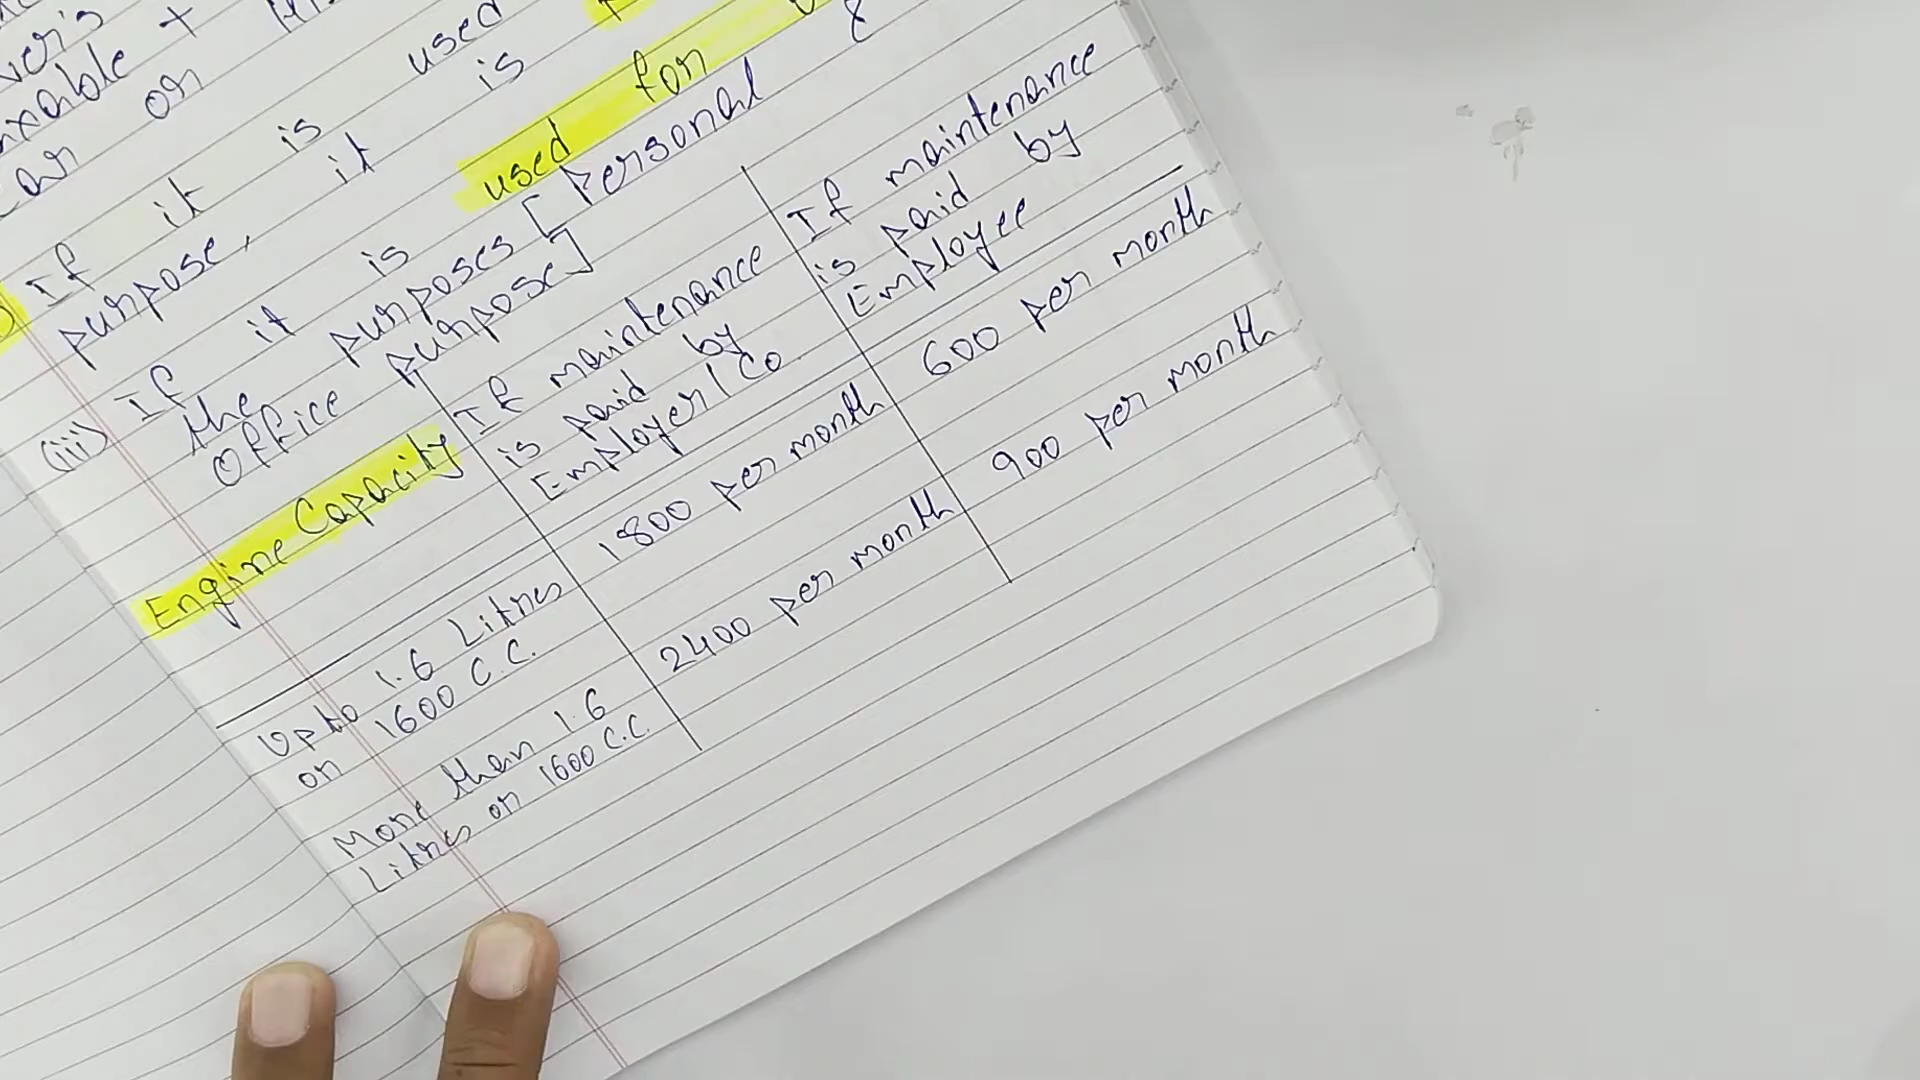 it is used
If
purpose, it is
(iii) If it is used for
the purposes [Personal &
Office purpose]
Engine Capacity
If maintenance
is paid by
Employer/Co
If maintenance
is paid by
Employee
Upto 1.6 Litres
or 1600 C.C.
1800 per month
600 per month
More than 1.6
Litres or 1600 C.C.
2400 per month
900 per month